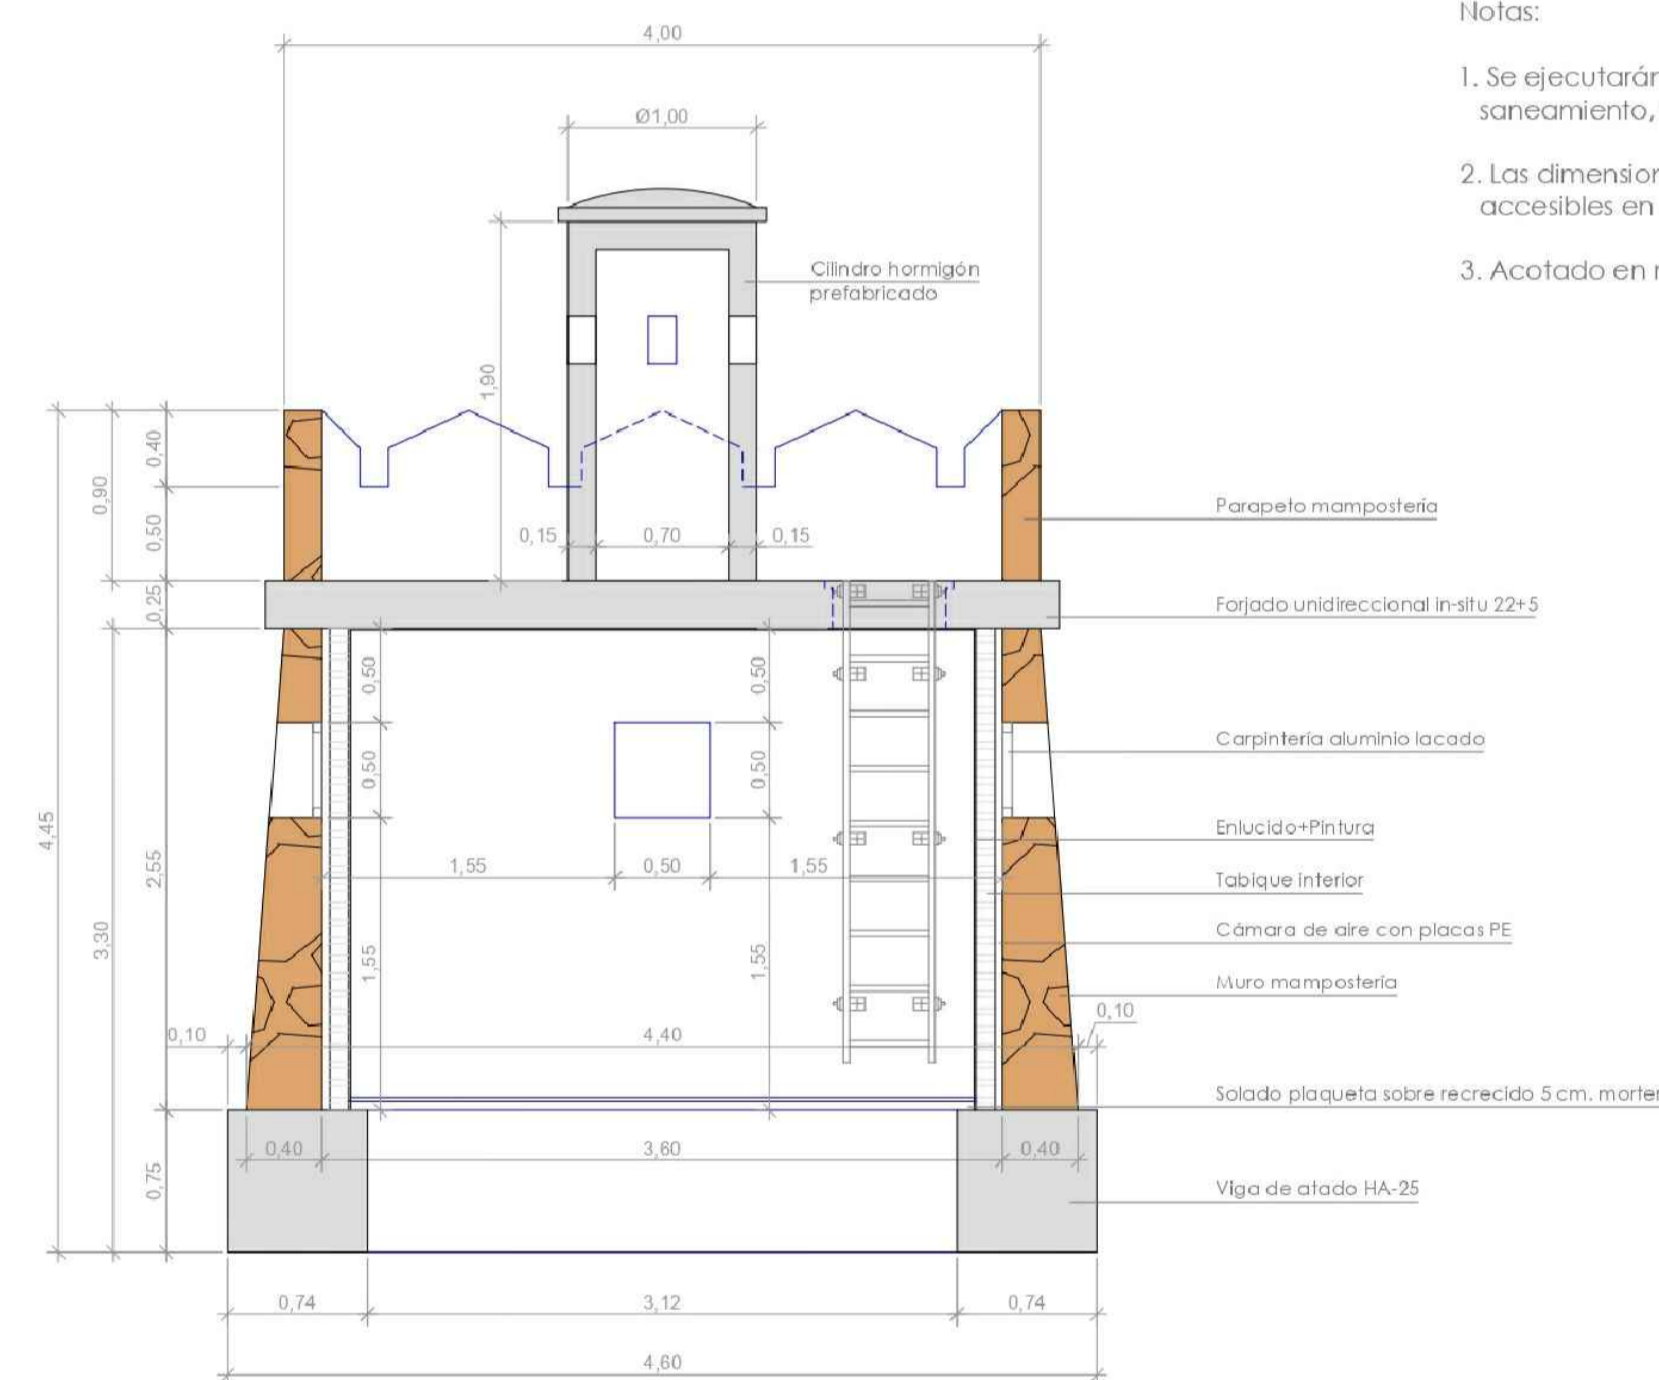 Notas:
1. Se ejecutarán
saneamiento,
2. Las dimension
accesibles en
3. Acotado en
4,00
Ø1,00
Cilindro hormigón
prefabricado
1,90
0,40
0,90
0,50
0,15
0,70
0,15
Parapeto mampostería
0,25
Forjado unidireccional in-situ 22+5
0,50
0,50
Carpintería aluminio lacado
0,50
0,50
4,45
Enlucido+Pintura
2,55
1,55
0,50
1,55
Tabique interior
3,30
Cámara de aire con placas PE
1,55
1,55
Muro mampostería
0,10
0,10
4,40
Solado plaqueta sobre recrecido 5 cm. morter
0,40
3,60
0,40
0,75
Viga de atado HA-25
0,74
3,12
0,74
4,60